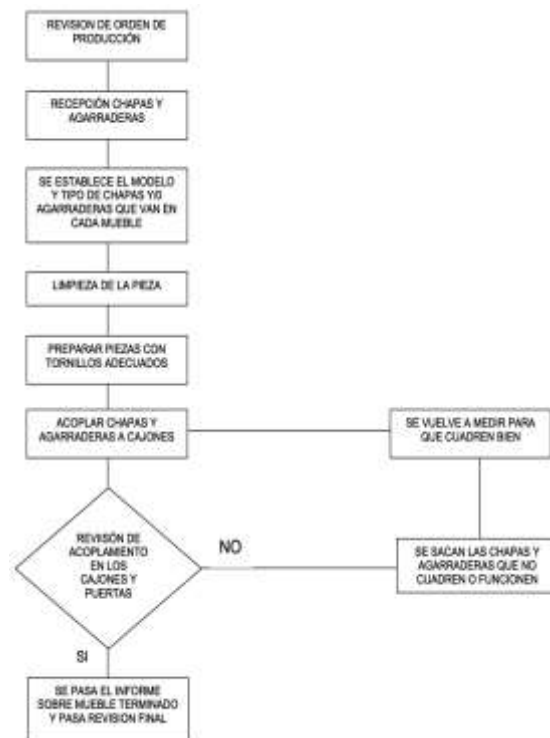 REVISION DE ORDEN DE
PRODUCCIÓN
RECEPCIÓN CHAPAS Y
AGARRADERAS
SE ESTABLECE EL MODELO
Y TIPO DE CHAPAS Y/0
AGARRADERAS QUE VAN EN
CADA MUEBLE
LIMPIEZA DE LA PIEZA
PREPARAR PIEZAS CON
TORNILLOS ADECUADOS
ACOPLAR CHAPAS Y
AGARRADERAS A CAJONES
SE VUELVE A MEDIR PARA
QUE CUADREN BIEN
REVIISÓN DE
ACOPLAMIENTO
EN LOS
CAJONES Y
PUERTAS
NO
SE SACAN LAS CHAPAS Y
AGARRADERAS QUE NO
CUADREN O FUNCIONEN
SI
SE PASA EL INFORME
SOBRE MUEBLE TERMINADO
Y PASA REVISION FINAL